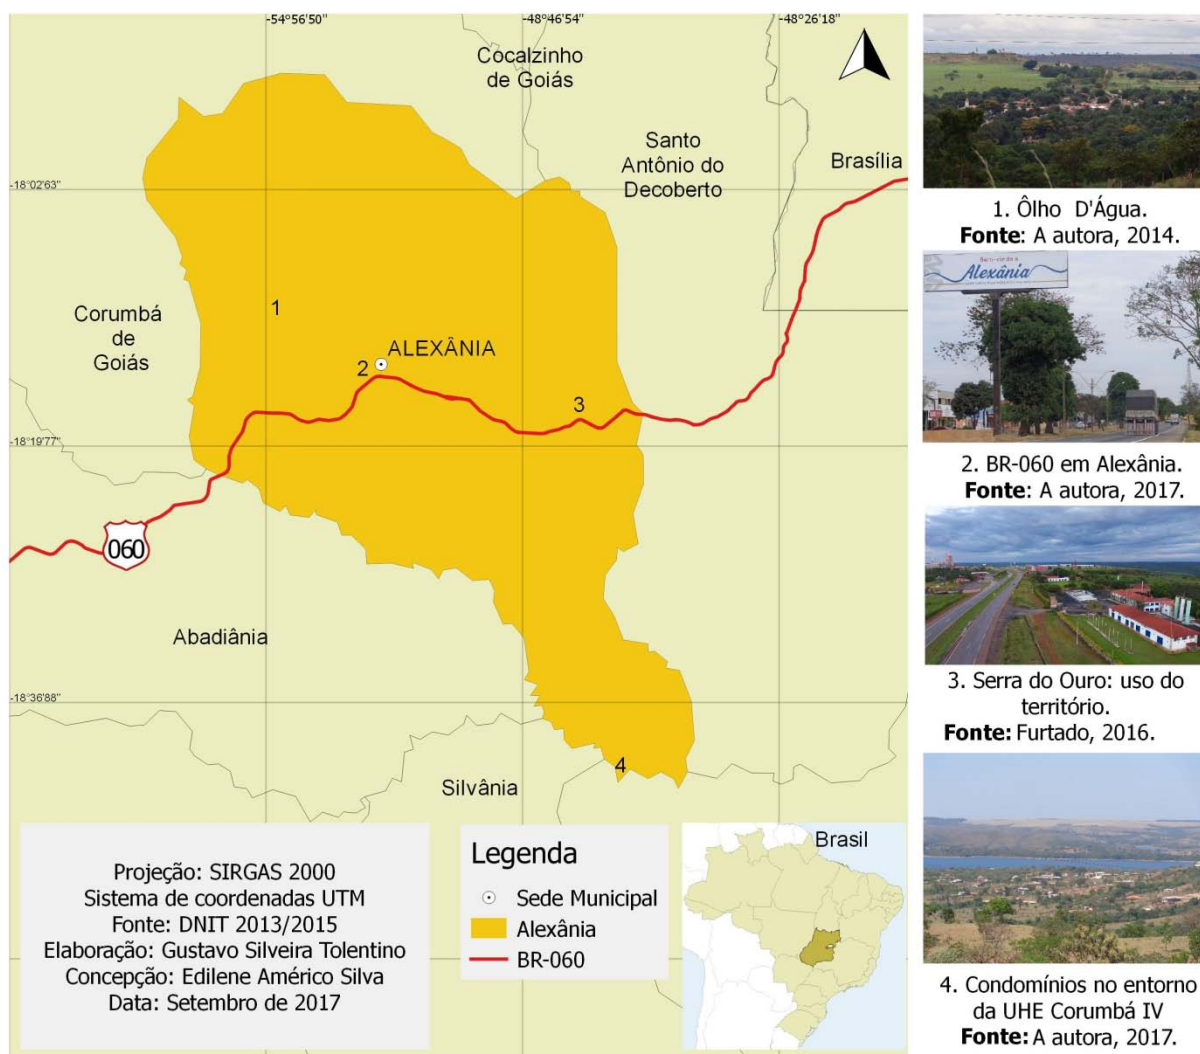 -54°56'50"
-48°46'54"
-48°26'18"
Cocalzinho
de Goiás
Santo
Antônio do
Decoberto
Brasília
-18°02'63"
1
Corumbá
de
Goiás
ALEXÂNIA
2
3
-18°19'77"
060
Abadiânia
-18°36'88"
4
Silvânia
Projeção: SIRGAS 2000
Sistema de coordenadas UTM
Fonte: DNIT 2013/2015
Elaboração: Gustavo Silveira Tolentino
Concepção: Edilene Américo Silva
Data: Setembro de 2017
Legenda
Sede Municipal
Alexânia
BR-060
Brasil
1. Ôlho D'Água.
Fonte: A autora, 2014.
Bem-vindo a
Alexânia
2. BR-060 em Alexânia.
Fonte: A autora, 2017.
3. Serra do Ouro: uso do
território.
Fonte: Furtado, 2016.
4. Condomínios no entorno
da UHE Corumbá IV
Fonte: A autora, 2017.